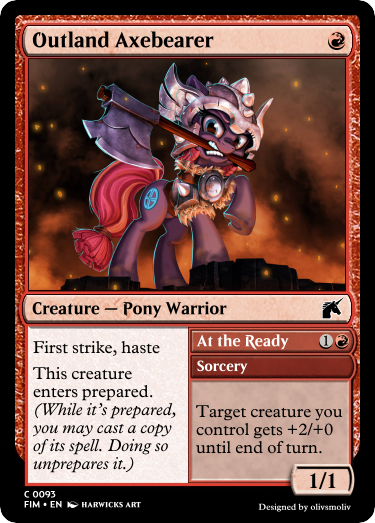 Outland Axebearer
Creature — Pony Warrior
First strike, haste
This creature
enters prepared.
(While it's prepared,
you may cast a copy
of its spell. Doing so
unprepares it.)
At the Ready 1
Sorcery
Target creature you
control gets +2/+0
until end of turn.
1/1
C 0093
FIM • EN HARWICKS ART
Designed by olivsmoliv